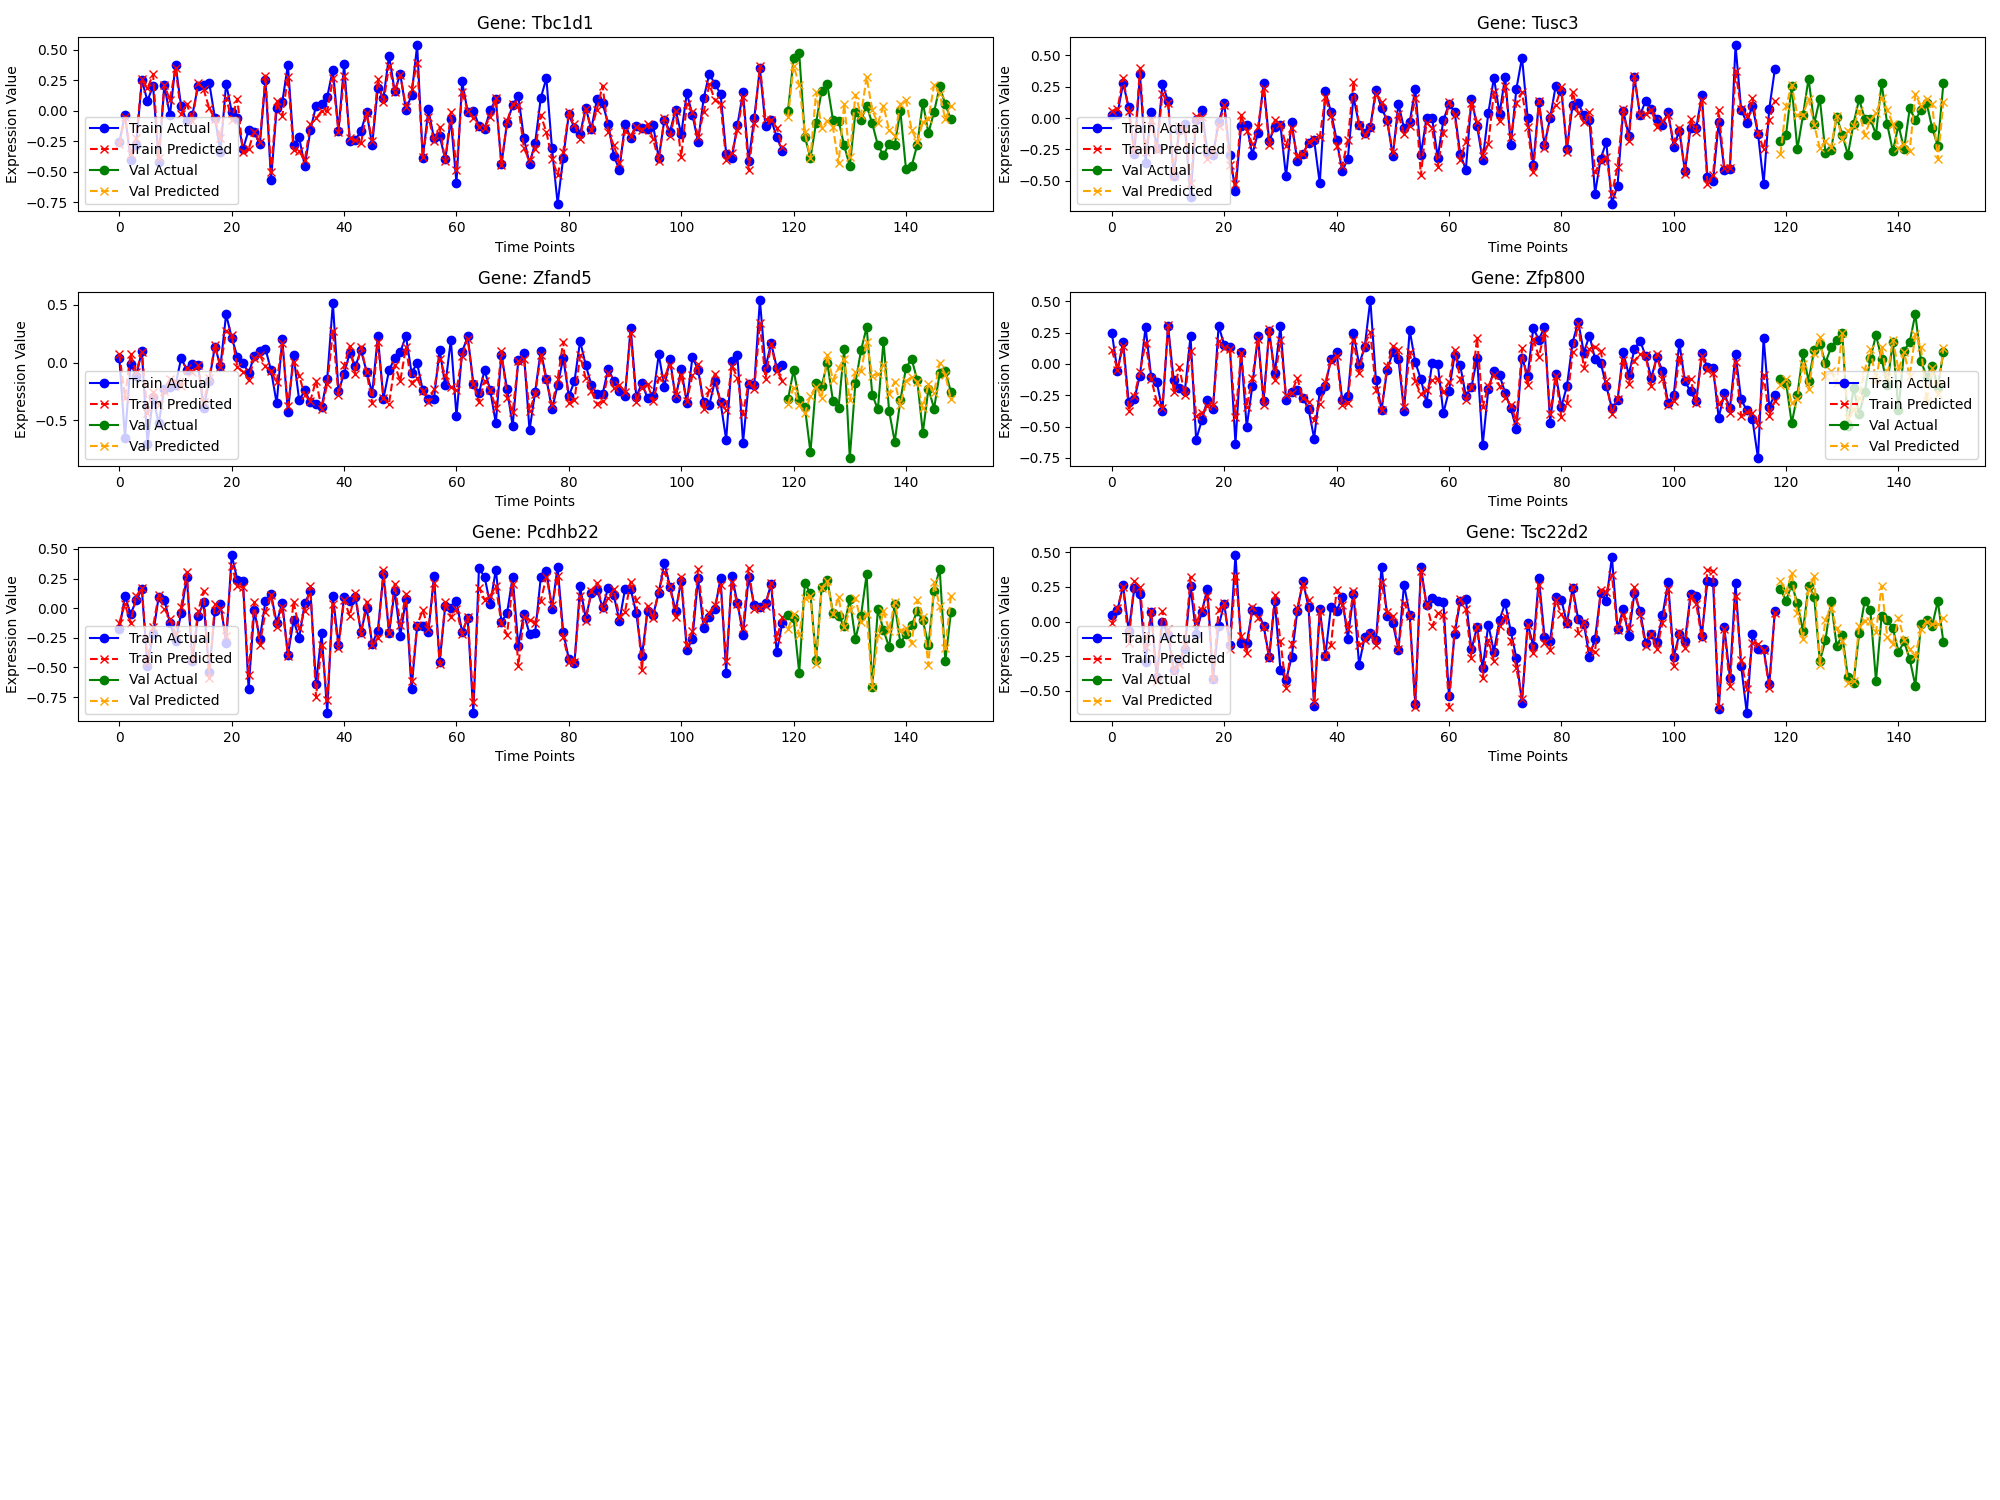 Gene: Tbc1d1
Expression Value
0.50
0.25
0.00
−0.25
−0.50
−0.75
Train Actual
Train Predicted
Val Actual
Val Predicted
0 20 40 60 80 100 120 140
Time Points
Gene: Tusc3
Expression Value
0.50
0.25
0.00
−0.25
−0.50
Train Actual
Train Predicted
Val Actual
Val Predicted
0 20 40 60 80 100 120 140
Time Points
Gene: Zfand5
Expression Value
0.5
0.0
−0.5
Train Actual
Train Predicted
Val Actual
Val Predicted
0 20 40 60 80 100 120 140
Time Points
Gene: Zfp800
Expression Value
0.50
0.25
0.00
−0.25
−0.50
−0.75
Train Actual
Train Predicted
Val Actual
Val Predicted
0 20 40 60 80 100 120 140
Time Points
Gene: Pcdhb22
Expression Value
0.50
0.25
0.00
−0.25
−0.50
−0.75
Train Actual
Train Predicted
Val Actual
Val Predicted
0 20 40 60 80 100 120 140
Time Points
Gene: Tsc22d2
Expression Value
0.50
0.25
0.00
−0.25
−0.50
Train Actual
Train Predicted
Val Actual
Val Predicted
0 20 40 60 80 100 120 140
Time Points